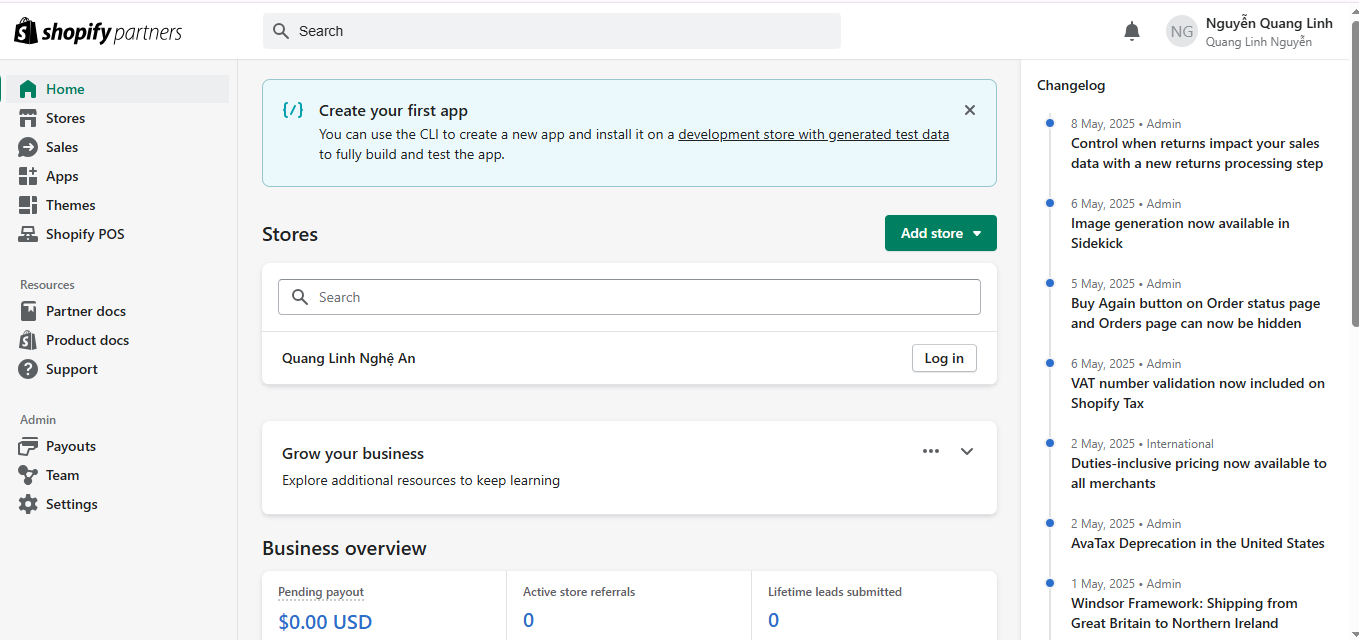 shopify partners
Search
NG
Nguyễn Quang Linh
Quang Linh Nguyễn
Home
Stores
Sales
Apps
Themes
Shopify POS
Resources
Partner docs
Product docs
Support
Admin
Payouts
Team
Settings
Create your first app
You can use the CLI to create a new app and install it on a development store with generated test data
to fully build and test the app.
Stores
Add store
Search
Quang Linh Nghệ An
Log in
Grow your business
Explore additional resources to keep learning
Business overview
Pending payout
$0.00 USD
Active store referrals
0
Lifetime leads submitted
0
Changelog
8 May, 2025 • Admin
Control when returns impact your sales
data with a new returns processing step
6 May, 2025 • Admin
Image generation now available in
Sidekick
5 May, 2025 • Admin
Buy Again button on Order status page
and Orders page can now be hidden
6 May, 2025 • Admin
VAT number validation now included on
Shopify Tax
2 May, 2025 • International
Duties-inclusive pricing now available to
all merchants
2 May, 2025 • Admin
AvaTax Deprecation in the United States
1 May, 2025 • Admin
Windsor Framework: Shipping from
Great Britain to Northern Ireland